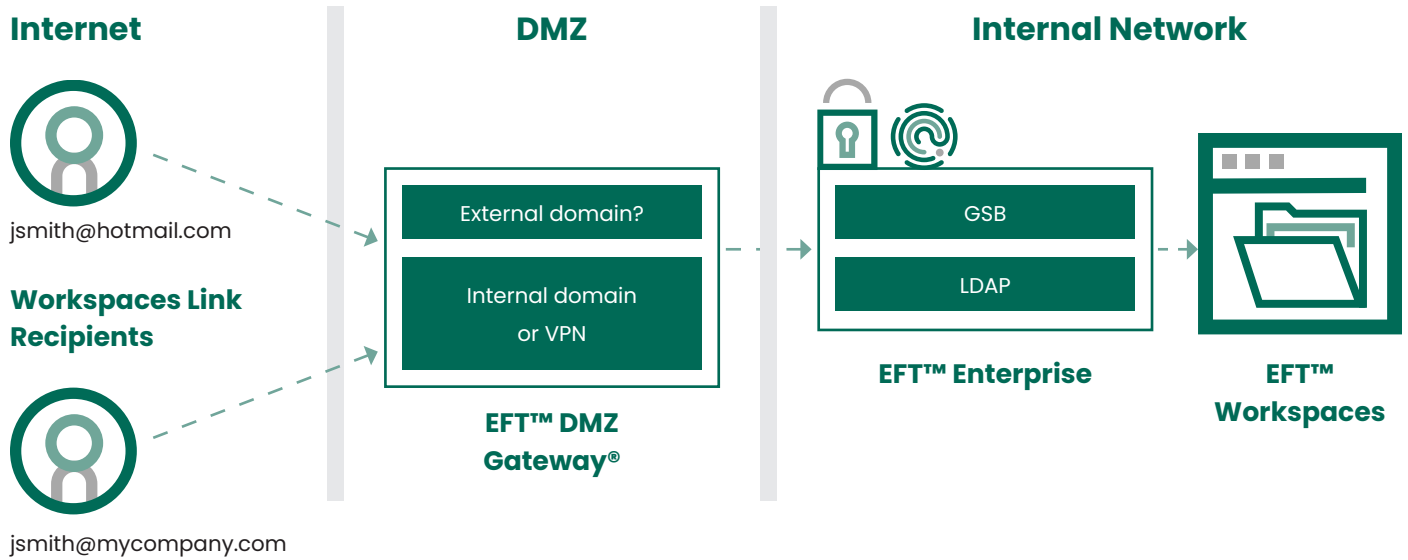 Internet
jsmith@hotmail.com
Workspaces Link
Recipients
jsmith@mycompany.com
DMZ
External domain?
Internal domain
or VPN
EFT™ DMZ
Gateway®
Internal Network
GSB
LDAP
EFT™ Enterprise
EFT™
Workspaces